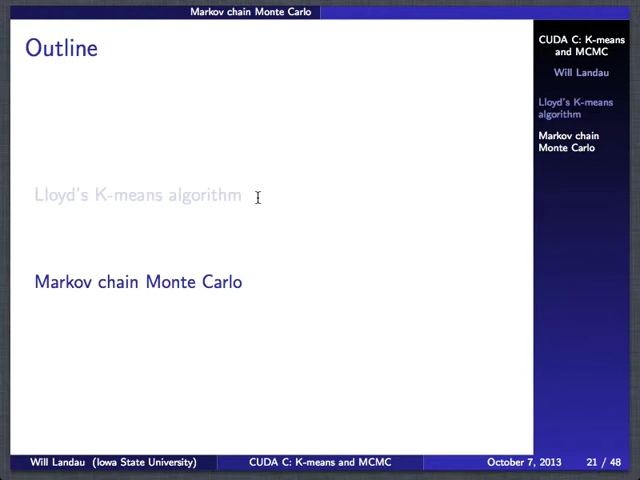 Markov chain Monte Carlo
Outline
Lloyd's K-means algorithm
Markov chain Monte Carlo
CUDA C: K-means
and MCMC
Will Landau
Lloyd's K-means
algorithm
Markov chain
Monte Carlo
Will Landau (Iowa State University)
CUDA C: K-means and MCMC
October 7, 2013
21 / 48